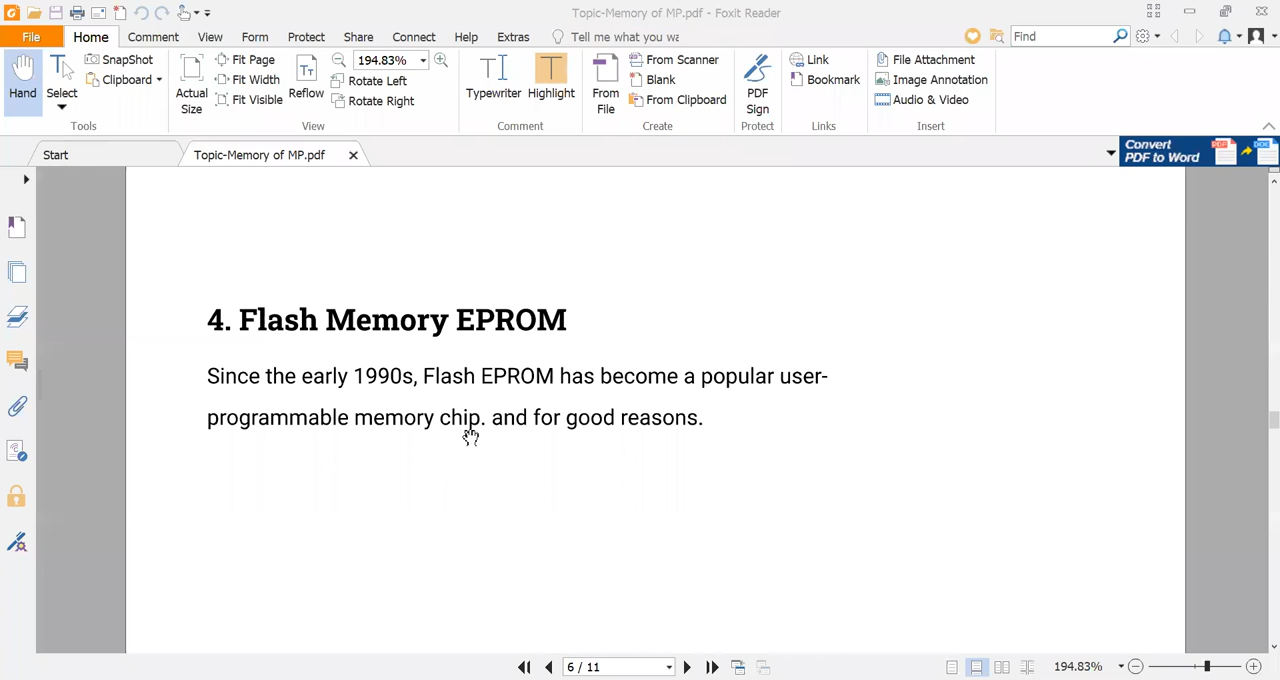 Topic-Memory of MP.pdf - Foxit Reader
File Home Comment View Form Protect Share Connect Help Extras Tell me what you wa Find
SnapShot Fit Page 194.83% From Scanner Link File Attachment
Clipboard Fit Width Rotate Left Blank Bookmark Image Annotation
Hand Select Actual Size Fit Visible Reflow Rotate Right Typewriter Highlight From File From Clipboard PDF Sign Audio & Video
Tools View Comment Create Protect Links Insert
Start Topic-Memory of MP.pdf Convert PDF to Word
4. Flash Memory EPROM
Since the early 1990s, Flash EPROM has become a popular user-
programmable memory chip. and for good reasons.
6 / 11 194.83%